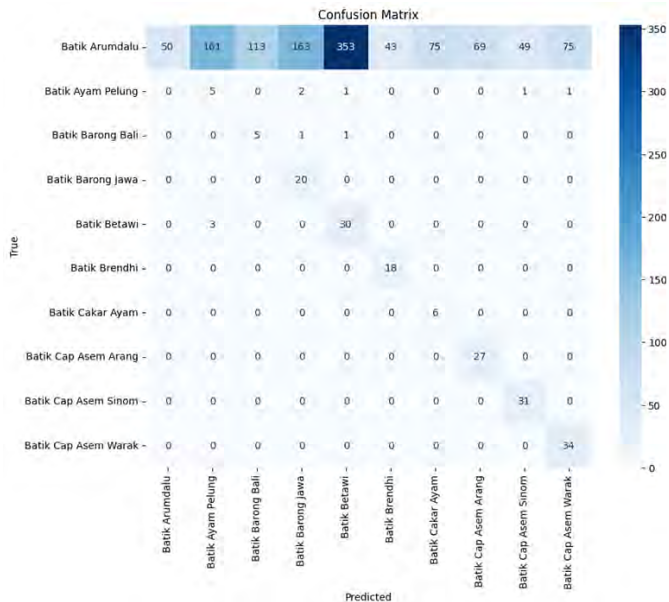 Confusion Matrix
Batik Arumdalu 50 161 113 163 353 43 75 69 49 75
Batik Ayam Pelung 0 5 0 2 1 0 0 0 1 1
Batik Barong Bali 0 0 5 1 1 0 0 0 0 0
Batik Barong Jawa 0 0 0 20 0 0 0 0 0 0
Batik Betawi 0 3 0 0 30 0 0 0 0 0
Batik Brendhi 0 0 0 0 0 18 0 0 0 0
Batik Cakar Ayam 0 0 0 0 0 0 6 0 0 0
Batik Cap Asem Arang 0 0 0 0 0 0 0 27 0 0
Batik Cap Asem Sinom 0 0 0 0 0 0 0 0 31 0
Batik Cap Asem Warak 0 0 0 0 0 0 0 0 0 34
True
Batik Arumdalu
Batik Ayam Pelung
Batik Barong Bali
Batik Barong Jawa
Batik Betawi
Batik Brendhi
Batik Cakar Ayam
Batik Cap Asem Arang
Batik Cap Asem Sinom
Batik Cap Asem Warak
Predicted
350
300
250
200
150
100
50
0